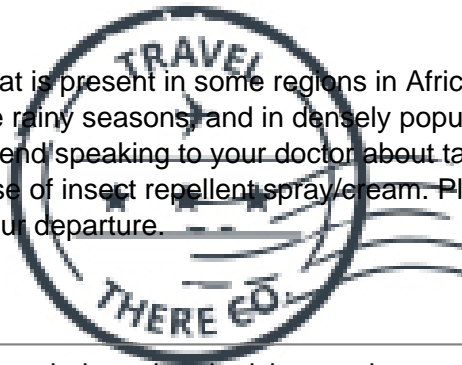 TRAVEL
at is present in some regions in Afric
e rainy seasons, and in densely popu
end speaking to your doctor about ta
se of insect repellent spray/cream. Pl
ur departure.
THERE CO.